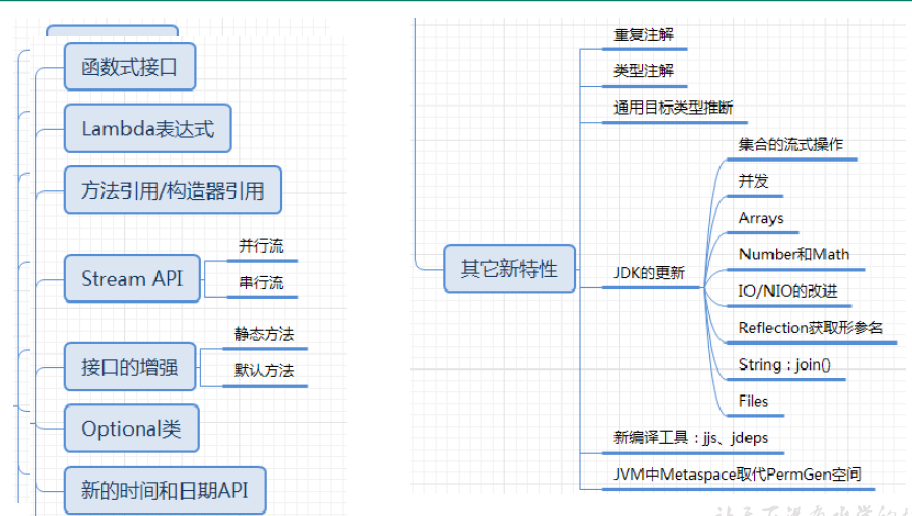 函数式接口
Lambda表达式
方法引用/构造器引用
Stream API
并行流
串行流
接口的增强
静态方法
默认方法
Optional类
新的时间和日期API
其它新特性
重复注解
类型注解
通用目标类型推断
JDK的更新
集合的流式操作
并发
Arrays
Number和Math
IO/NIO的改进
Reflection获取形参名
String：join()
Files
新编译工具：jjs、jdeps
JVM中Metaspace取代PermGen空间